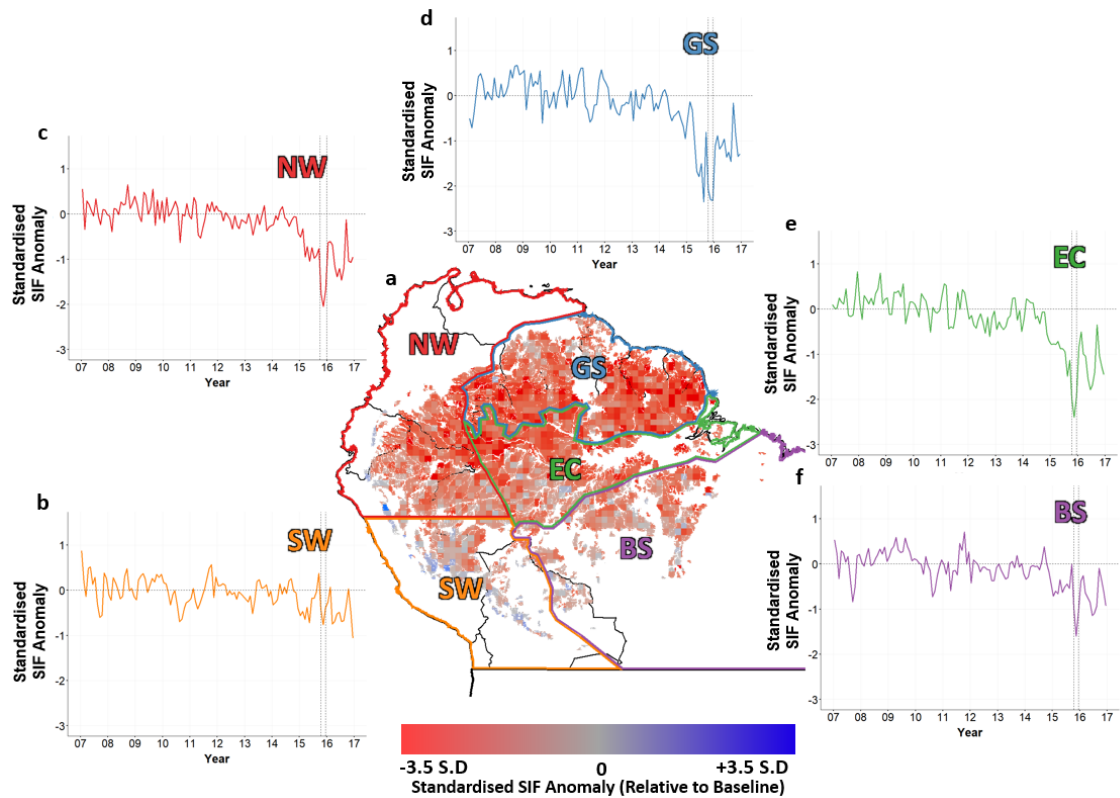 d
GS
1
0
-1
-2
-3
Standardised
SIF Anomaly
07 08 09 10 11 12 13 14 15 16 17
Year
c
NW
1
0
-1
-2
-3
Standardised
SIF Anomaly
07 08 09 10 11 12 13 14 15 16 17
Year
e
EC
1
0
-1
-2
-3
Standardised
SIF Anomaly
07 08 09 10 11 12 13 14 15 16 17
Year
a
NW
GS
EC
BS
SW
b
SW
1
0
-1
-2
-3
Standardised
SIF Anomaly
07 08 09 10 11 12 13 14 15 16 17
Year
f
BS
1
0
-1
-2
-3
Standardised
SIF Anomaly
07 08 09 10 11 12 13 14 15 16 17
Year
-3.5 S.D 0 +3.5 S.D
Standardised SIF Anomaly (Relative to Baseline)